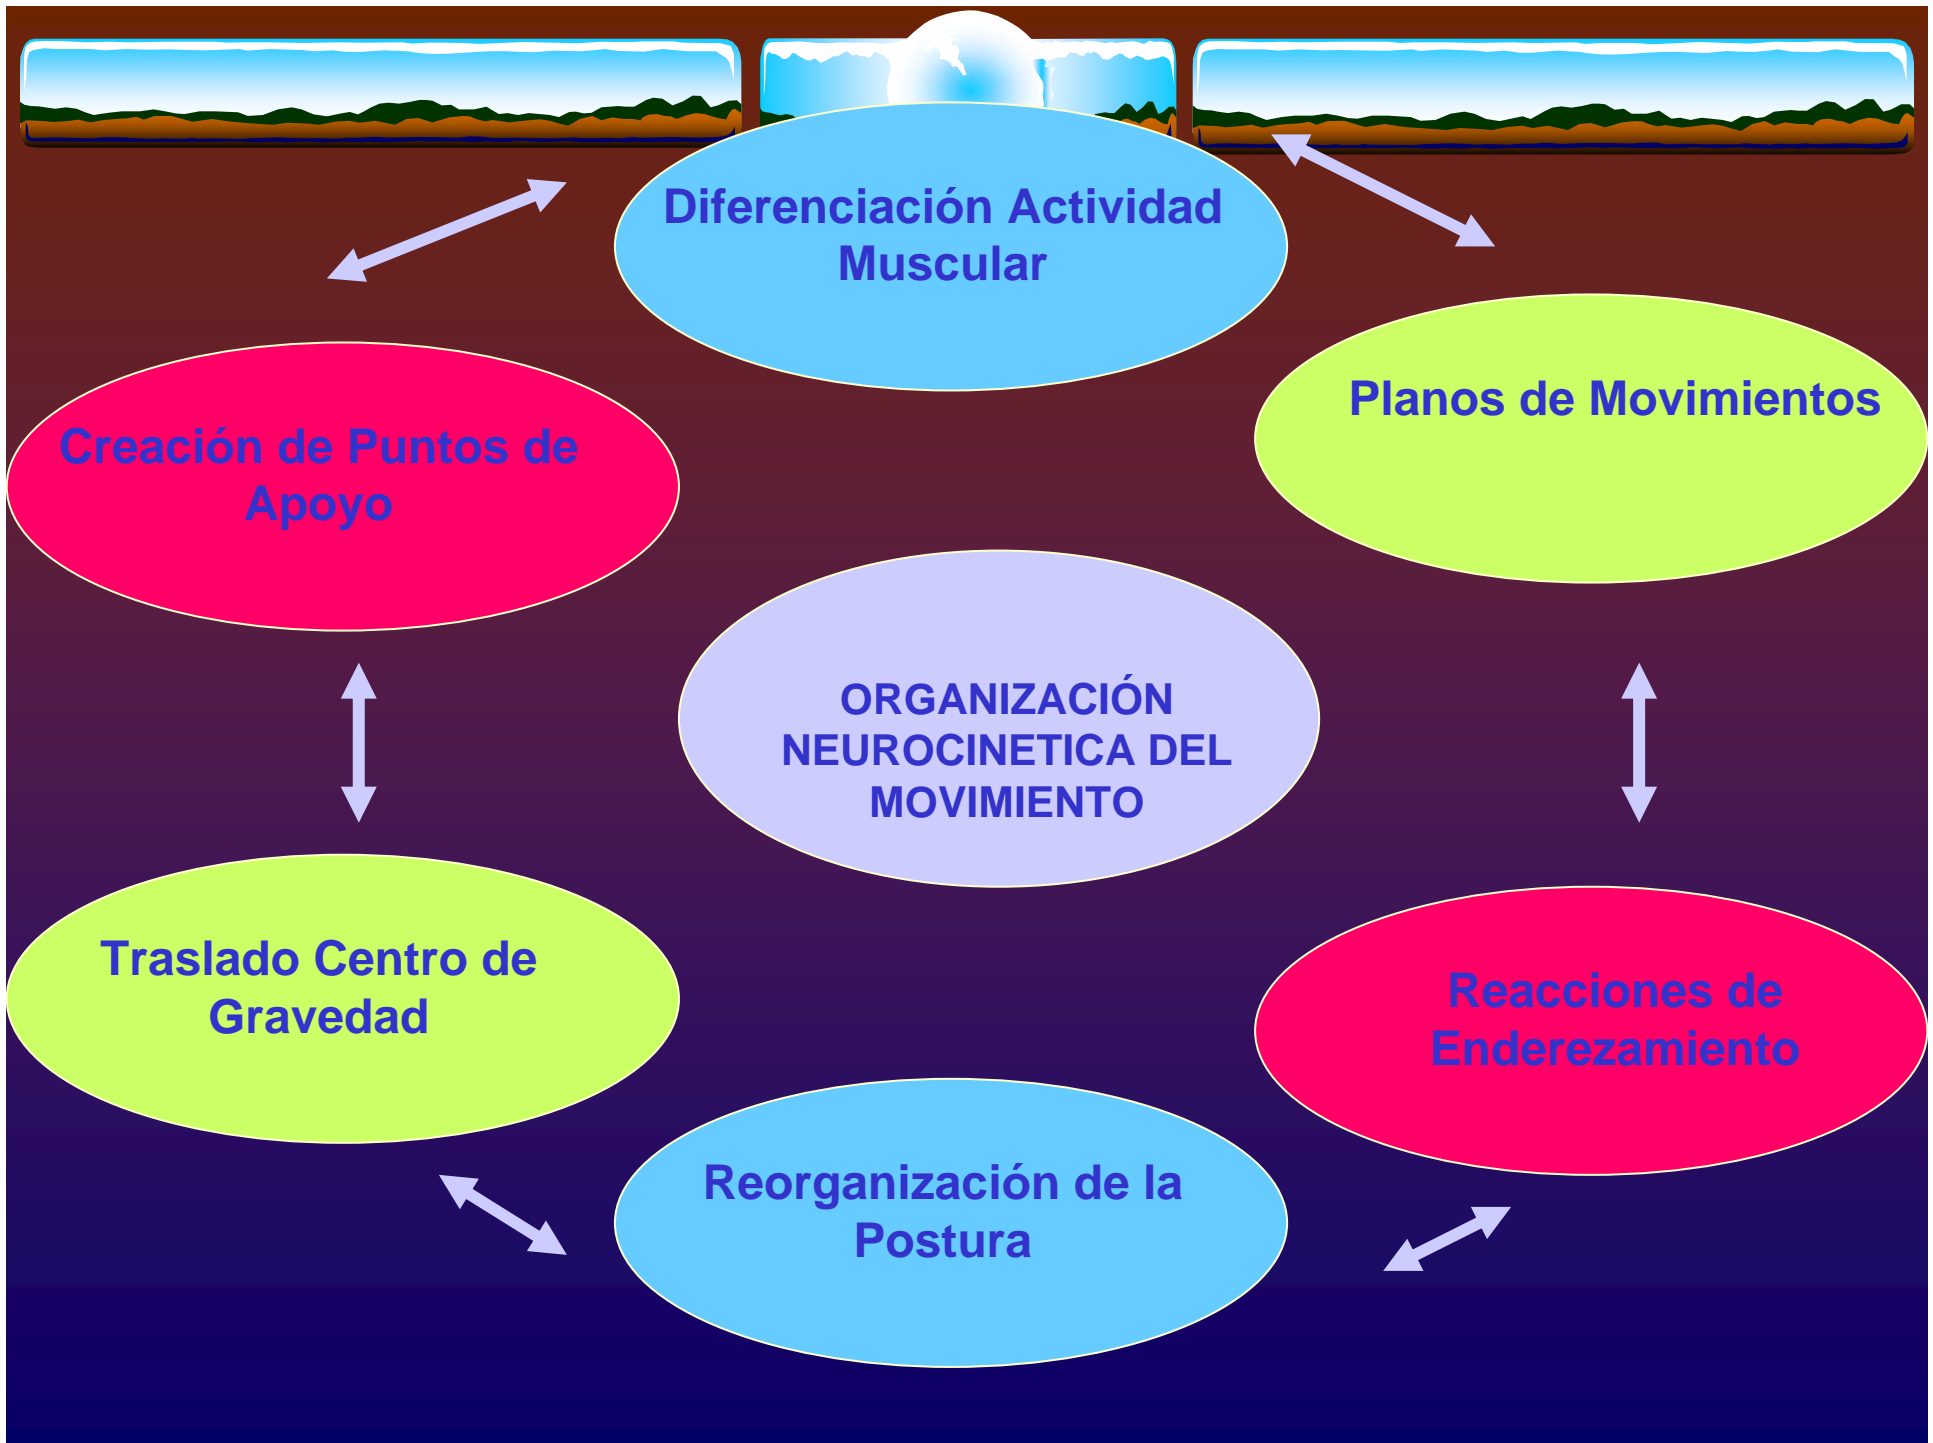 Diferenciación Actividad
Muscular
Planos de Movimientos
Creación de Puntos de
Apoyo
ORGANIZACIÓN
NEUROCINETICA DEL
MOVIMIENTO
Traslado Centro de
Gravedad
Reacciones de
Enderezamiento
Reorganización de la
Postura